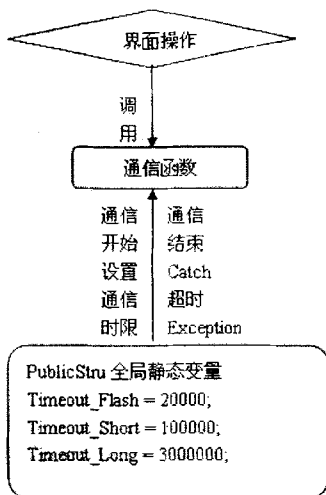 界面操作
调
用
通信函数
通信 通信
开始 结束
设置 Catch
通信 超时
时限 Exception
PublicStru 全局静态变量
Timeout_Flash = 20000;
Timeout_Short = 100000;
Timeout_Long = 3000000;